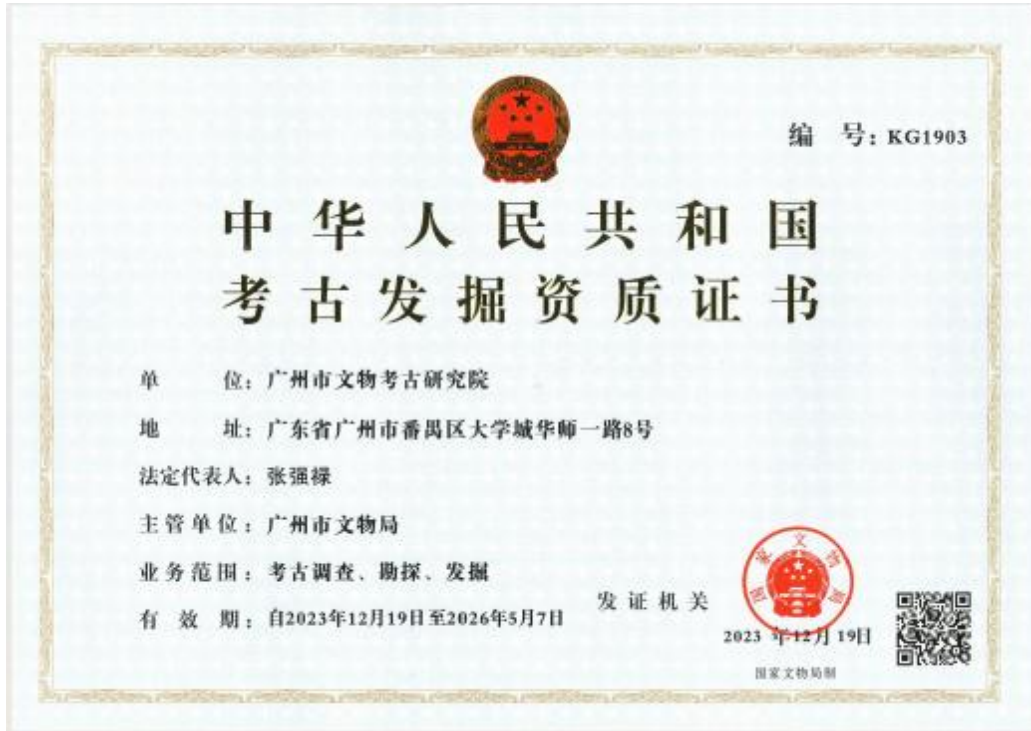 编 号：KG1903
中华人民共和国
考古发掘资质证书
单 位：广州市文物考古研究院
地 址：广东省广州市番禺区大学城华师一路8号
法定代表人：张强禄
主管单位：广州市文物局
业务范围：考古调查、勘探、发掘
有 效 期：自2023年12月19日至2026年5月7日
发证机关
国家文物局
2023 年12月19日
国家文物局制